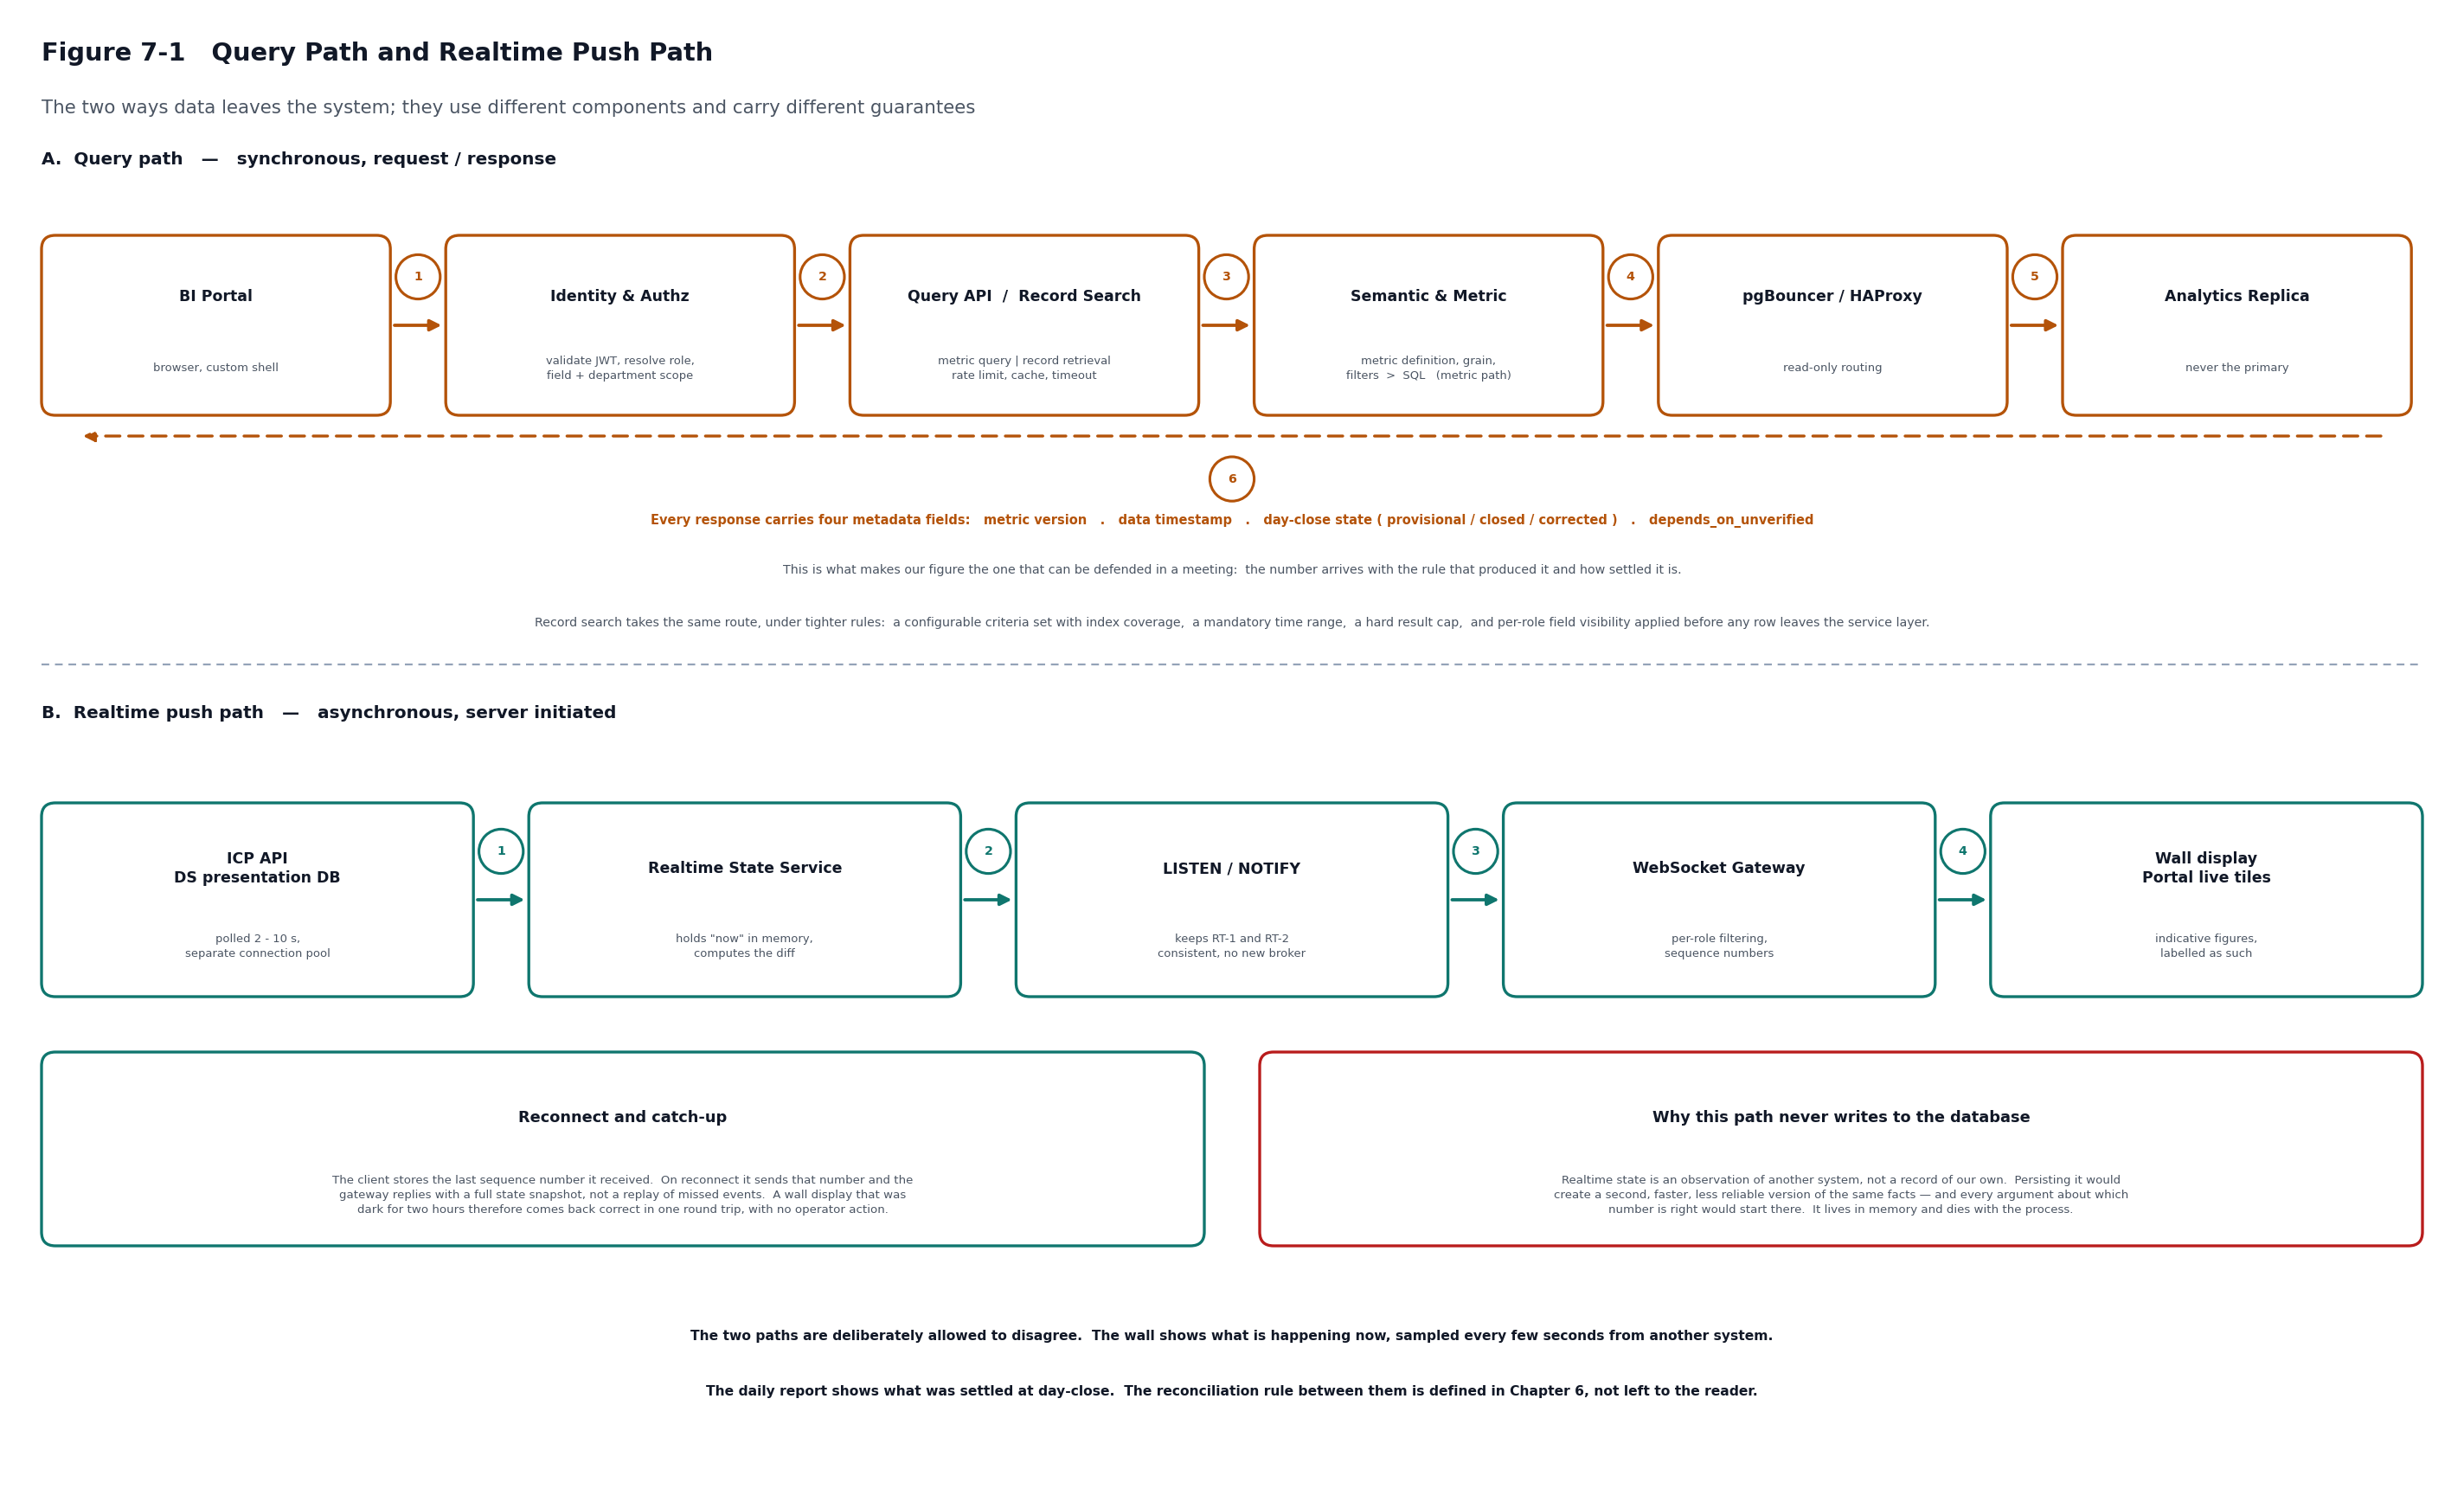 Figure 7-1   Query Path and Realtime Push Path
The two ways data leaves the system; they use different components and carry different guarantees
A.  Query path   —   synchronous, request / response
BI Portal
browser, custom shell
1
Identity & Authz
validate JWT, resolve role,
field + department scope
2
Query API  /  Record Search
metric query | record retrieval
rate limit, cache, timeout
3
Semantic & Metric
metric definition, grain,
filters  >  SQL   (metric path)
4
pgBouncer / HAProxy
read-only routing
5
Analytics Replica
never the primary
6
Every response carries four metadata fields:   metric version   .   data timestamp   .   day-close state ( provisional / closed / corrected )   .   depends_on_unverified
This is what makes our figure the one that can be defended in a meeting:  the number arrives with the rule that produced it and how settled it is.
Record search takes the same route, under tighter rules:  a configurable criteria set with index coverage,  a mandatory time range,  a hard result cap,  and per-role field visibility applied before any row leaves the service layer.
B.  Realtime push path   —   asynchronous, server initiated
ICP API
DS presentation DB
polled 2 - 10 s,
separate connection pool
1
Realtime State Service
holds "now" in memory,
computes the diff
2
LISTEN / NOTIFY
keeps RT-1 and RT-2
consistent, no new broker
3
WebSocket Gateway
per-role filtering,
sequence numbers
4
Wall display
Portal live tiles
indicative figures,
labelled as such
Reconnect and catch-up
The client stores the last sequence number it received.  On reconnect it sends that number and the
gateway replies with a full state snapshot, not a replay of missed events.  A wall display that was
dark for two hours therefore comes back correct in one round trip, with no operator action.
Why this path never writes to the database
Realtime state is an observation of another system, not a record of our own.  Persisting it would
create a second, faster, less reliable version of the same facts — and every argument about which
number is right would start there.  It lives in memory and dies with the process.
The two paths are deliberately allowed to disagree.  The wall shows what is happening now, sampled every few seconds from another system.
The daily report shows what was settled at day-close.  The reconciliation rule between them is defined in Chapter 6, not left to the reader.